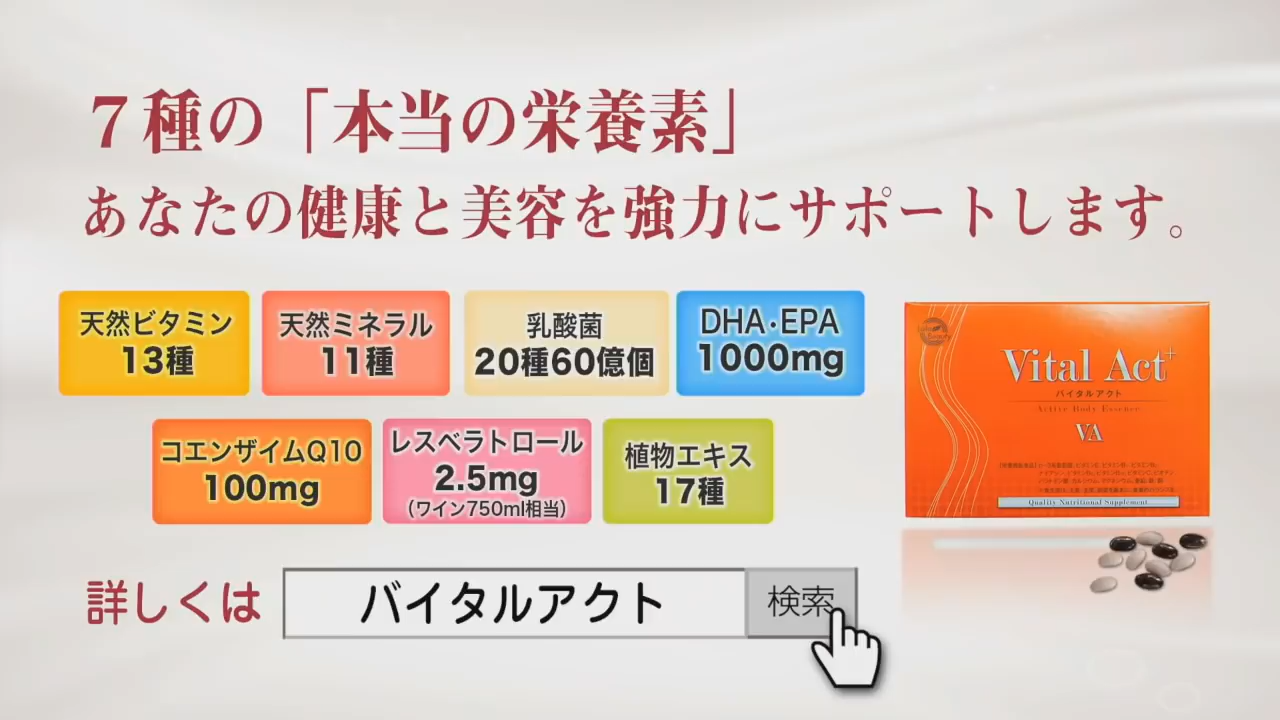 7種の「本当の栄養素」
あなたの健康と美容を強力にサポートします。
天然ビタミン
13種
天然ミネラル
11種
乳酸菌
20種60億個
DHA・EPA
1000mg
コエンザイムQ10
100mg
レスベラトロール
2.5mg
(ワイン750ml相当)
植物エキス
17種
Vital Act+
バイタルアクト
Active Body Essence
VA
Quality Nutritional Supplement
詳しくは
バイタルアクト
検索